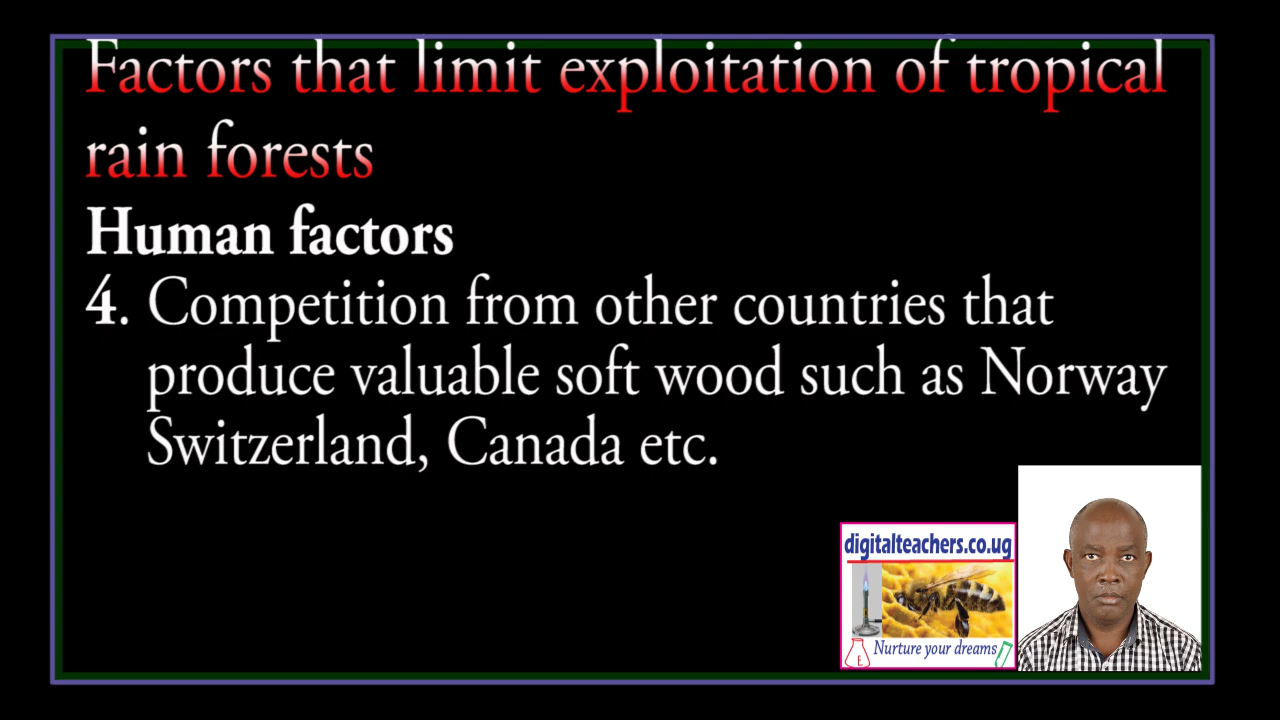 Factors that limit exploitation of tropical
rain forests
Human factors
4. Competition from other countries that
produce valuable soft wood such as Norway
Switzerland, Canada etc.
digitalteachers.co.ug
Nurture your dreams
E